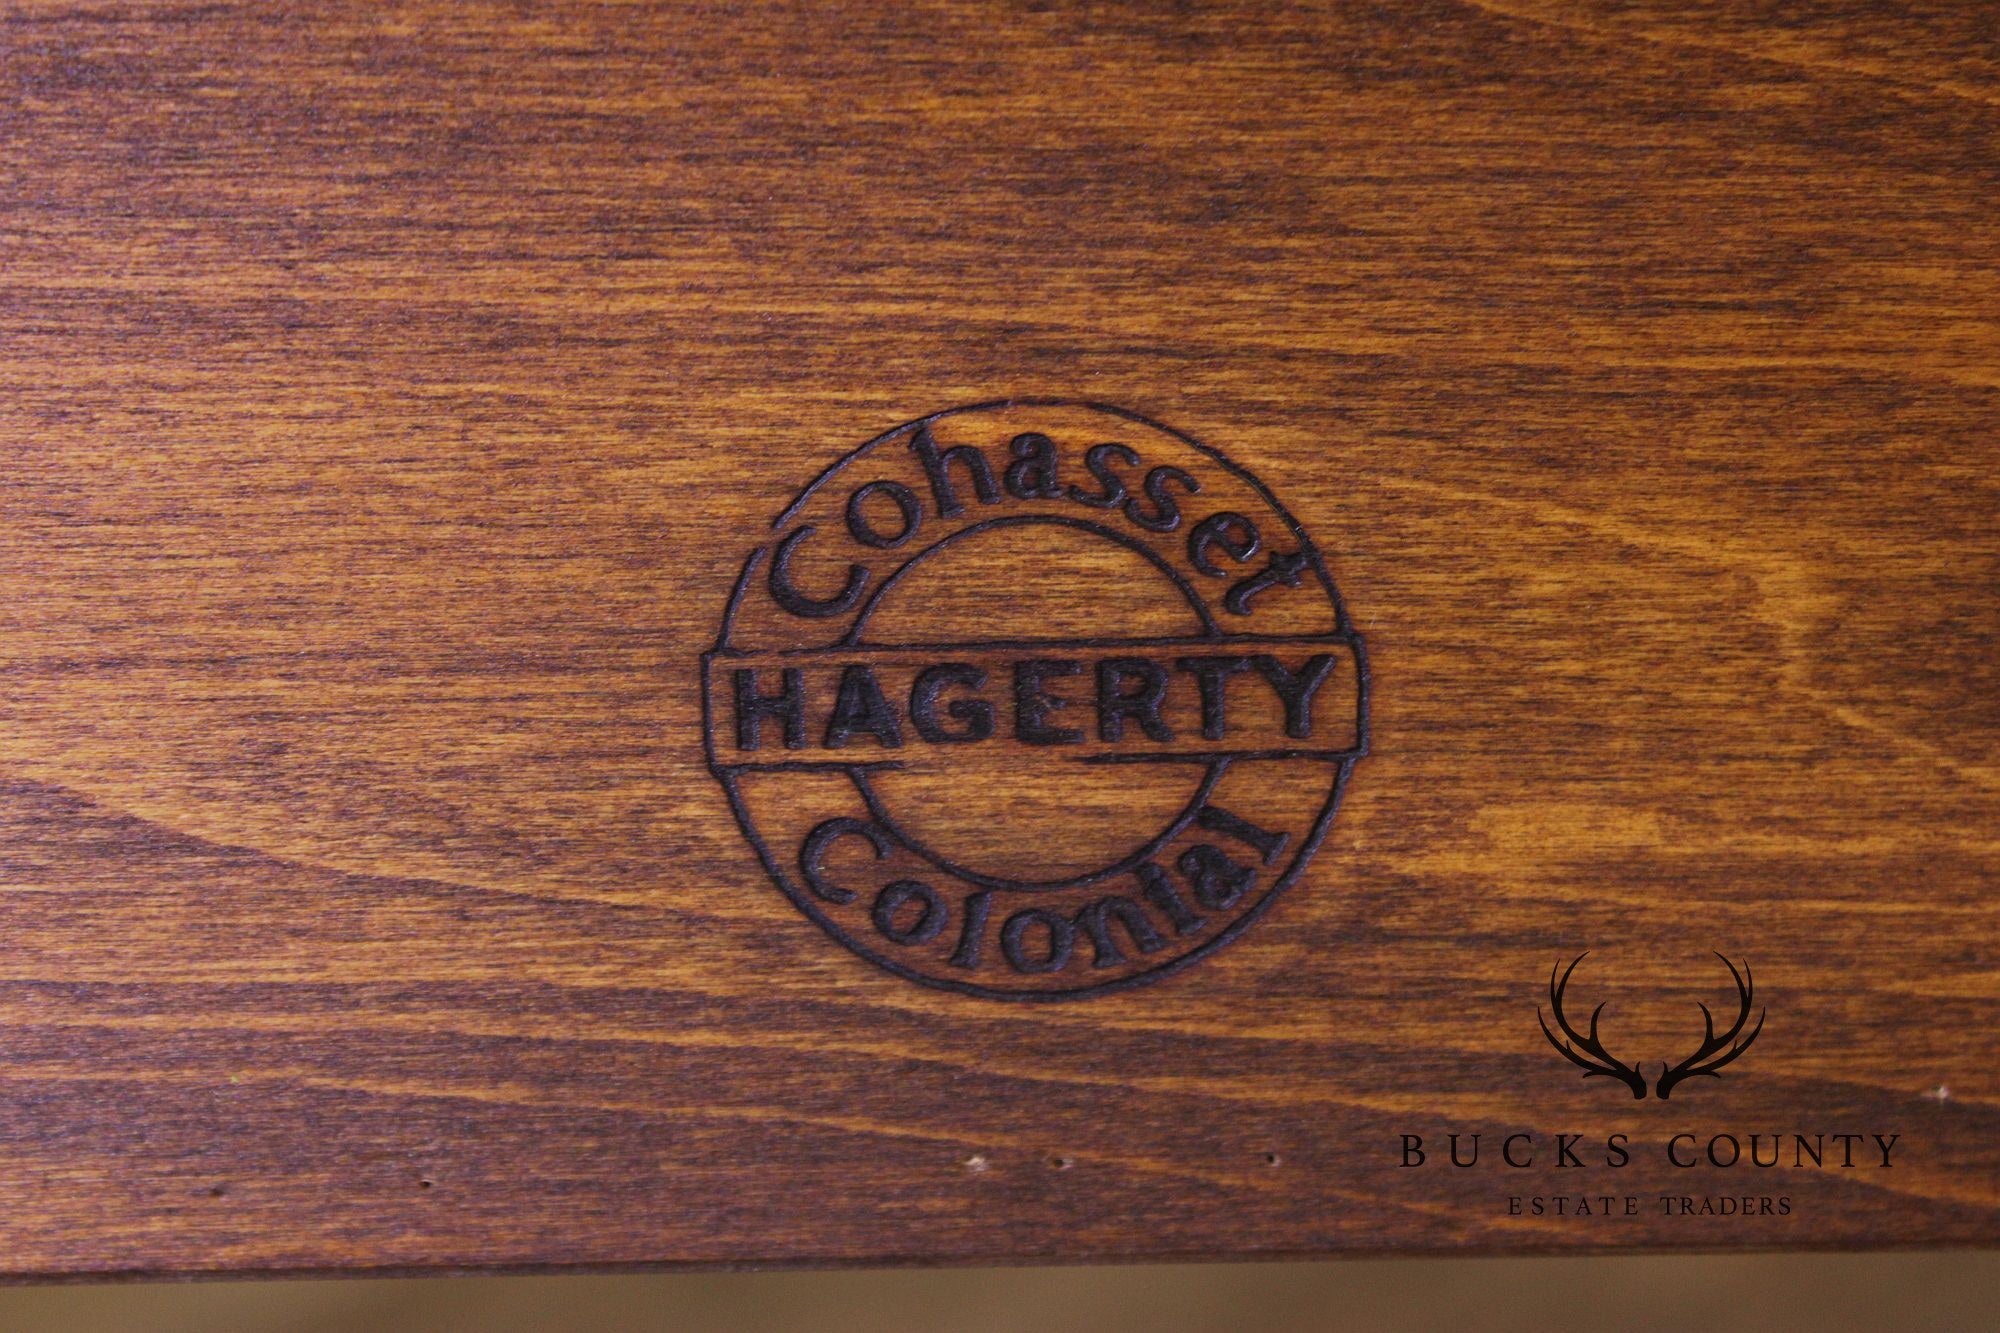 Cohasset
HAGERTY
Colonial
BUCKS COUNTY
ESTATE TRADERS